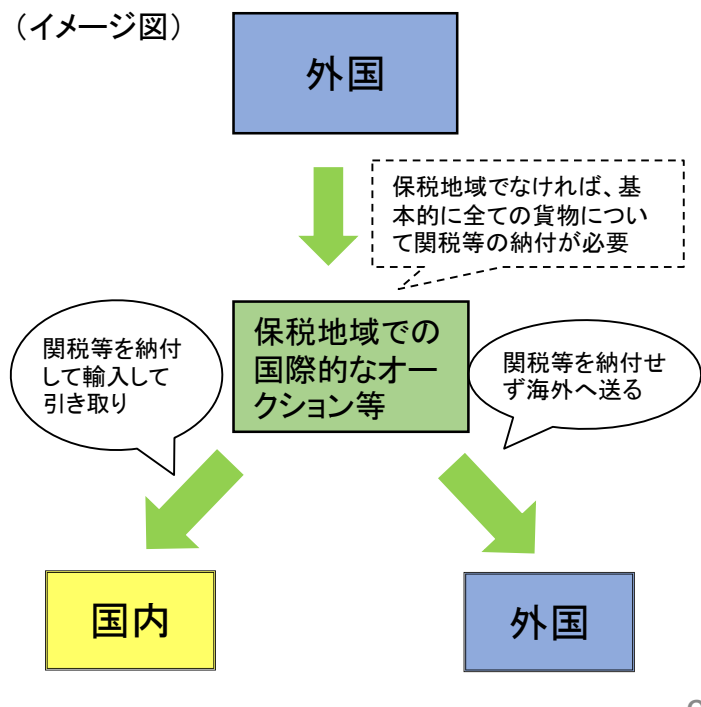 （イメージ図）
外国
保税地域でなければ、基
本的に全ての貨物につい
て関税等の納付が必要
関税等を納付
して輸入して
引き取り
保税地域での
国際的なオー
クション等
関税等を納付せ
ず海外へ送る
国内
外国